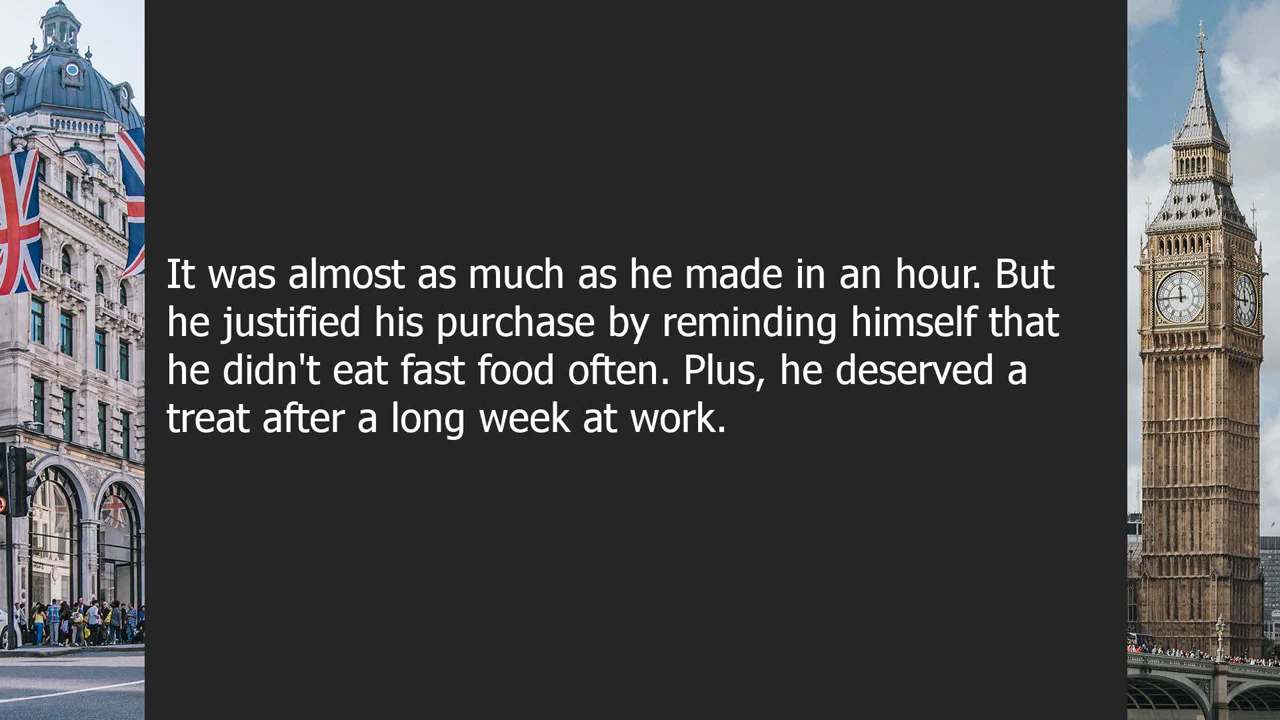 It was almost as much as he made in an hour. But
he justified his purchase by reminding himself that
he didn't eat fast food often. Plus, he deserved a
treat after a long week at work.